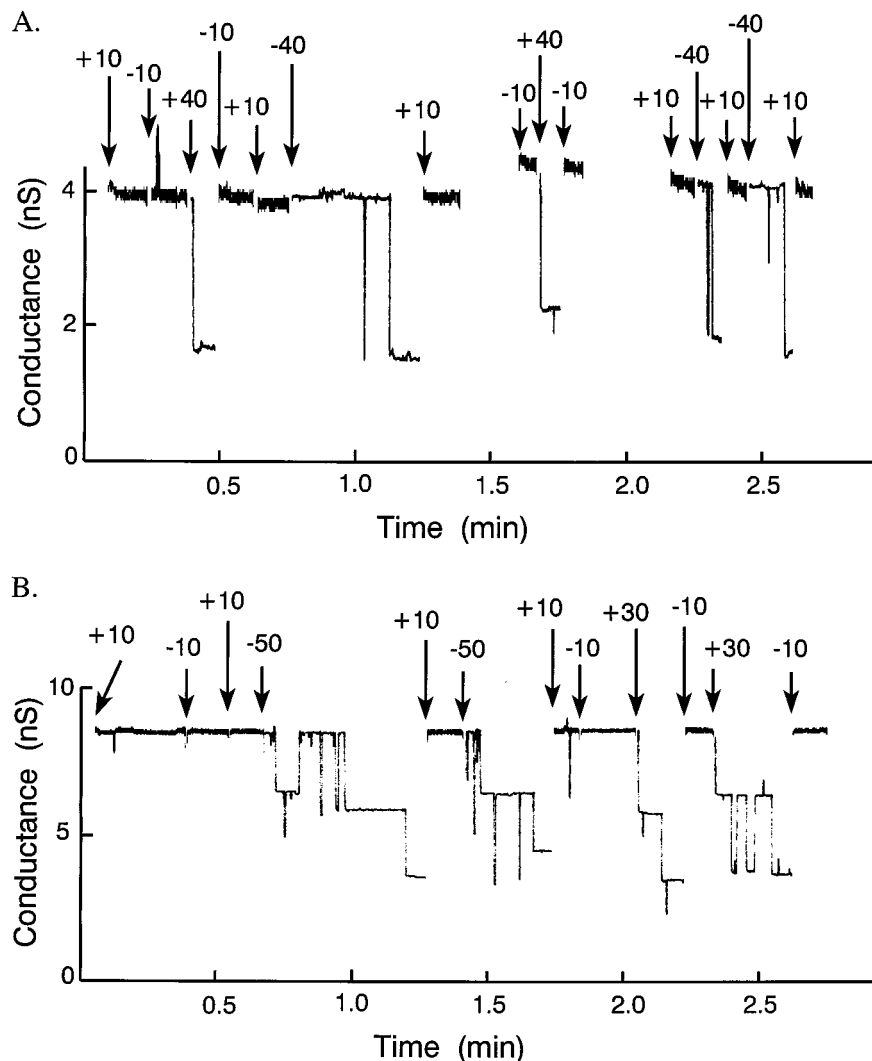 A.
-10 -40 +40 -40
+10 -10 -40
+40 +10 +10 -10 -10 +10 +10 +10
Conductance (nS)
4
2
0
0.5 1.0 1.5 2.0 2.5
Time (min)
B.
+10 +10 +10 +30 -10
+10 -10 -50 -50 -10 +30 -10
Conductance (nS)
10
5
0
0.5 1.0 1.5 2.0 2.5
Time (min)